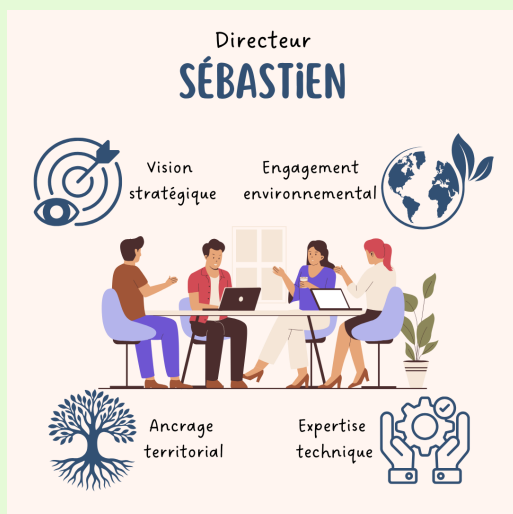 Directeur
SÉBASTIEN
Vision
stratégique
Engagement
environnemental
Ancrage
territorial
Expertise
technique